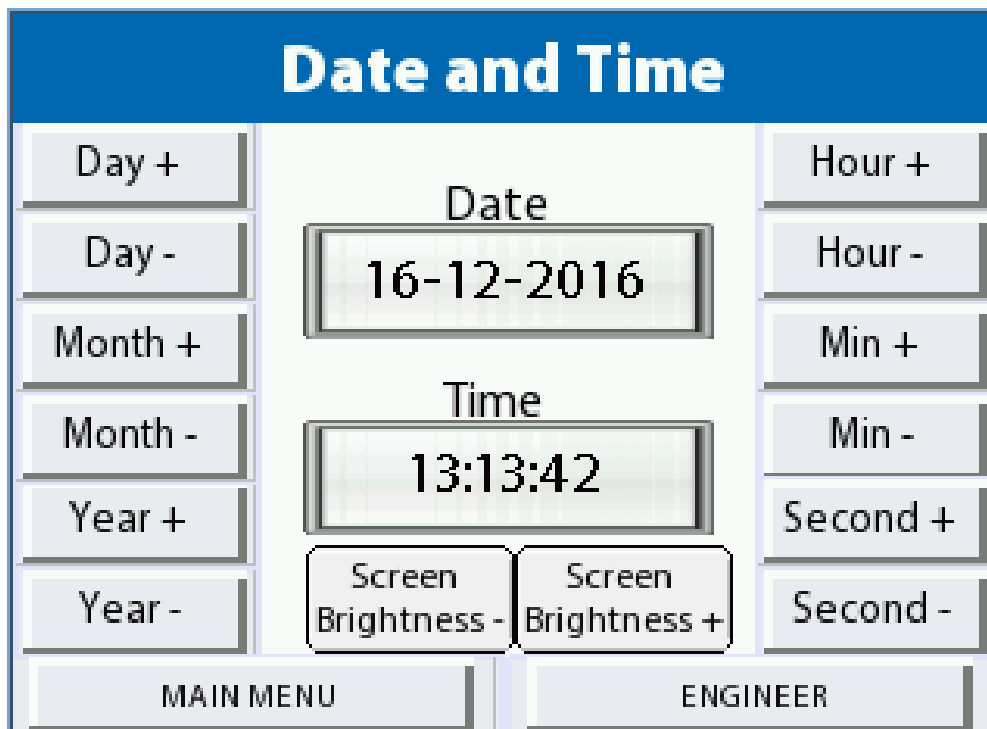 Date and Time
Day +
Day -
Month +
Month -
Year +
Year -
Date
16-12-2016
Time
13:13:42
Screen
Brightness -
Screen
Brightness +
Hour +
Hour -
Min +
Min -
Second +
Second -
MAIN MENU
ENGINEER